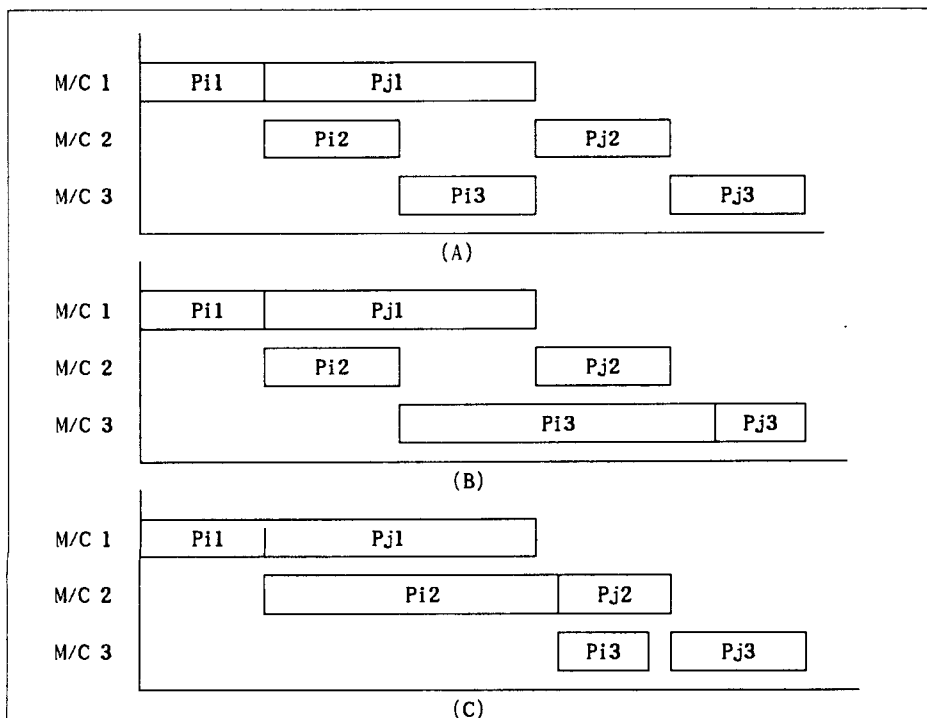 M/C 1 Pi1 Pj1
M/C 2 Pi2 Pj2
M/C 3 Pi3 Pj3
(A)
M/C 1 Pi1 Pj1
M/C 2 Pi2 Pj2
M/C 3 Pi3 Pj3
(B)
M/C 1 Pi1 Pj1
M/C 2 Pi2 Pj2
M/C 3 Pi3 Pj3
(C)